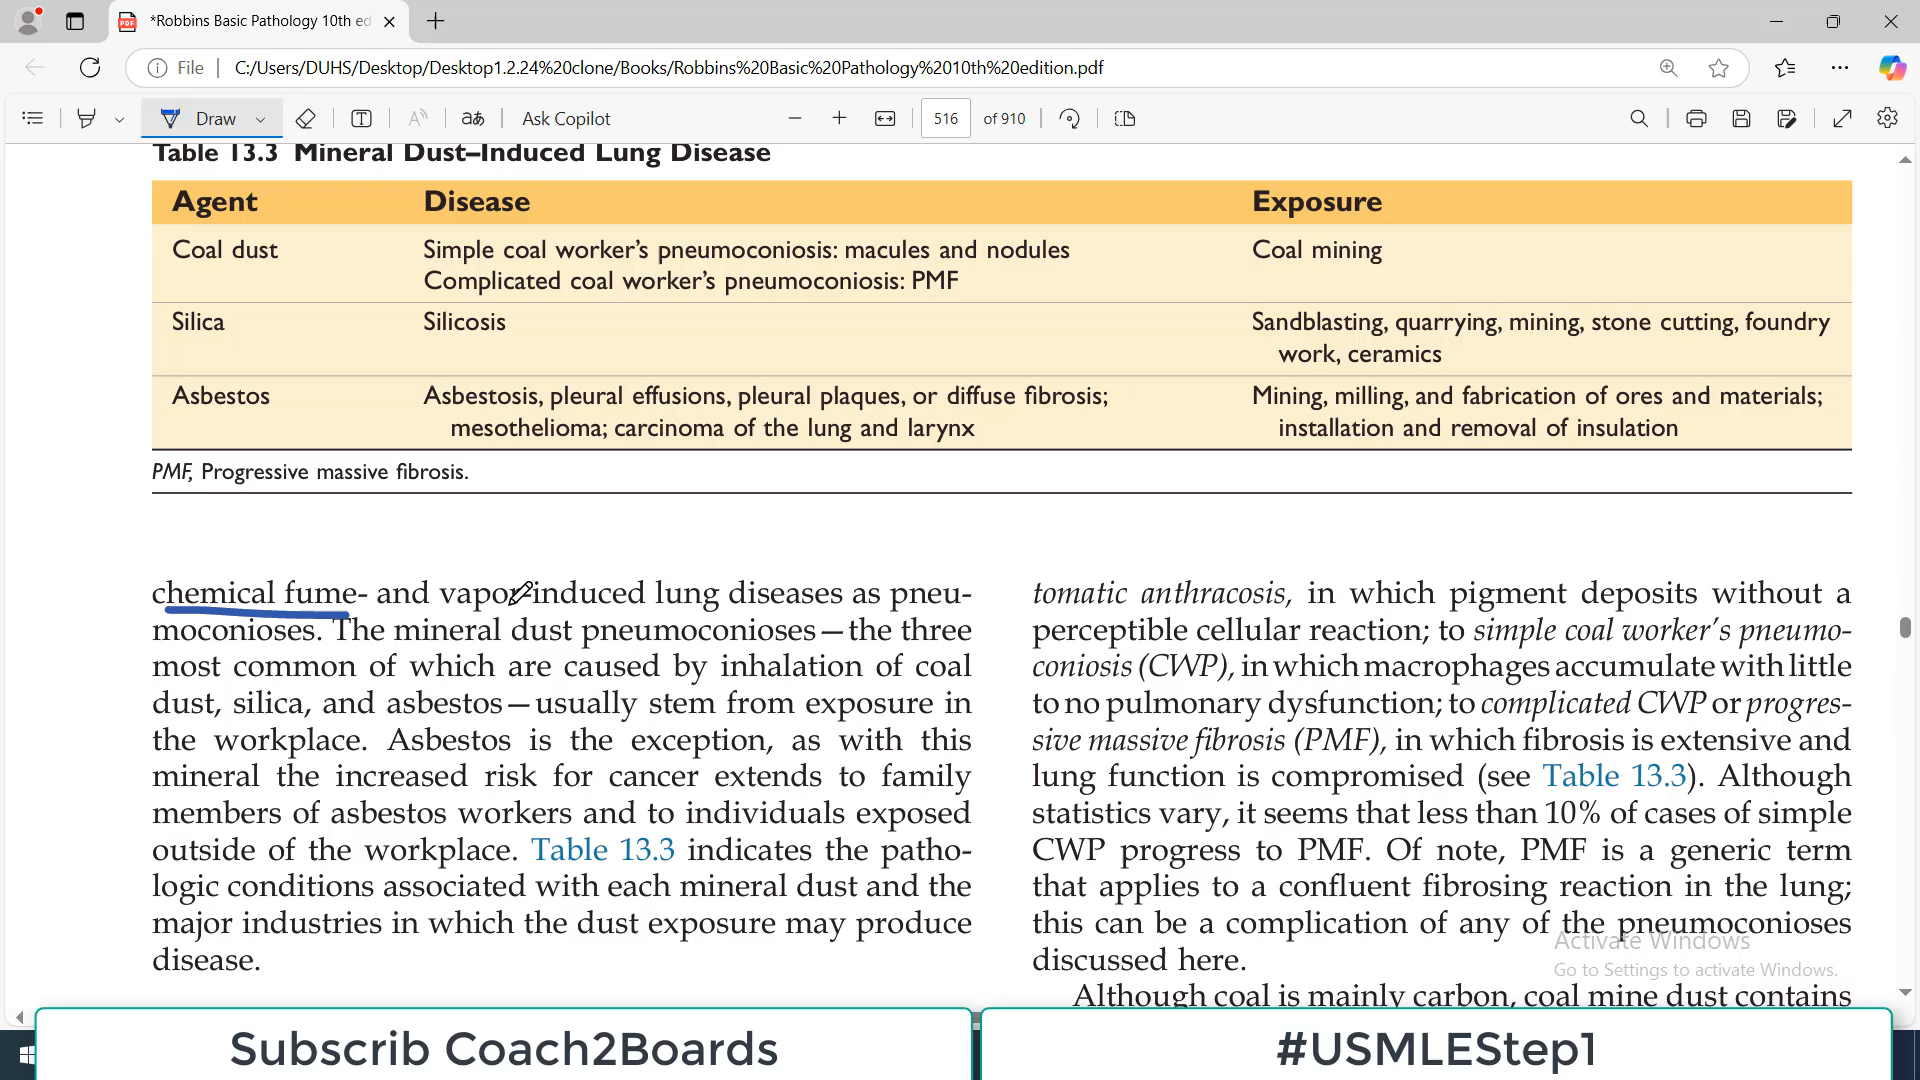 *Robbins Basic Pathology 10th ed
File
C:/Users/DUHS/Desktop/Desktop1.2.24%20clone/Books/Robbins%20Basic%20Pathology%2010th%20edition.pdf
Draw
aあ
Ask Copilot
516 of 910
Table 13.3 Mineral Dust–Induced Lung Disease
Agent Disease Exposure
Coal dust Simple coal worker's pneumoconiosis: macules and nodules Coal mining
Complicated coal worker's pneumoconiosis: PMF
Silica Silicosis Sandblasting, quarrying, mining, stone cutting, foundry
work, ceramics
Asbestos Asbestosis, pleural effusions, pleural plaques, or diffuse fibrosis; Mining, milling, and fabrication of ores and materials;
mesothelioma; carcinoma of the lung and larynx installation and removal of insulation
PMF, Progressive massive fibrosis.
chemical fume- and vapor-induced lung diseases as pneu-
moconioses. The mineral dust pneumoconioses—the three
most common of which are caused by inhalation of coal
dust, silica, and asbestos—usually stem from exposure in
the workplace. Asbestos is the exception, as with this
mineral the increased risk for cancer extends to family
members of asbestos workers and to individuals exposed
outside of the workplace. Table 13.3 indicates the patho-
logic conditions associated with each mineral dust and the
major industries in which the dust exposure may produce
disease.
tomatic anthracosis, in which pigment deposits without a
perceptible cellular reaction; to simple coal worker's pneumo-
coniosis (CWP), in which macrophages accumulate with little
to no pulmonary dysfunction; to complicated CWP or progres-
sive massive fibrosis (PMF), in which fibrosis is extensive and
lung function is compromised (see Table 13.3). Although
statistics vary, it seems that less than 10% of cases of simple
CWP progress to PMF. Of note, PMF is a generic term
that applies to a confluent fibrosing reaction in the lung;
this can be a complication of any of the pneumoconioses
discussed here.
Although coal is mainly carbon, coal mine dust contains
Activate Windows
Go to Settings to activate Windows.
Subscrib Coach2Boards
#USMLEStep1